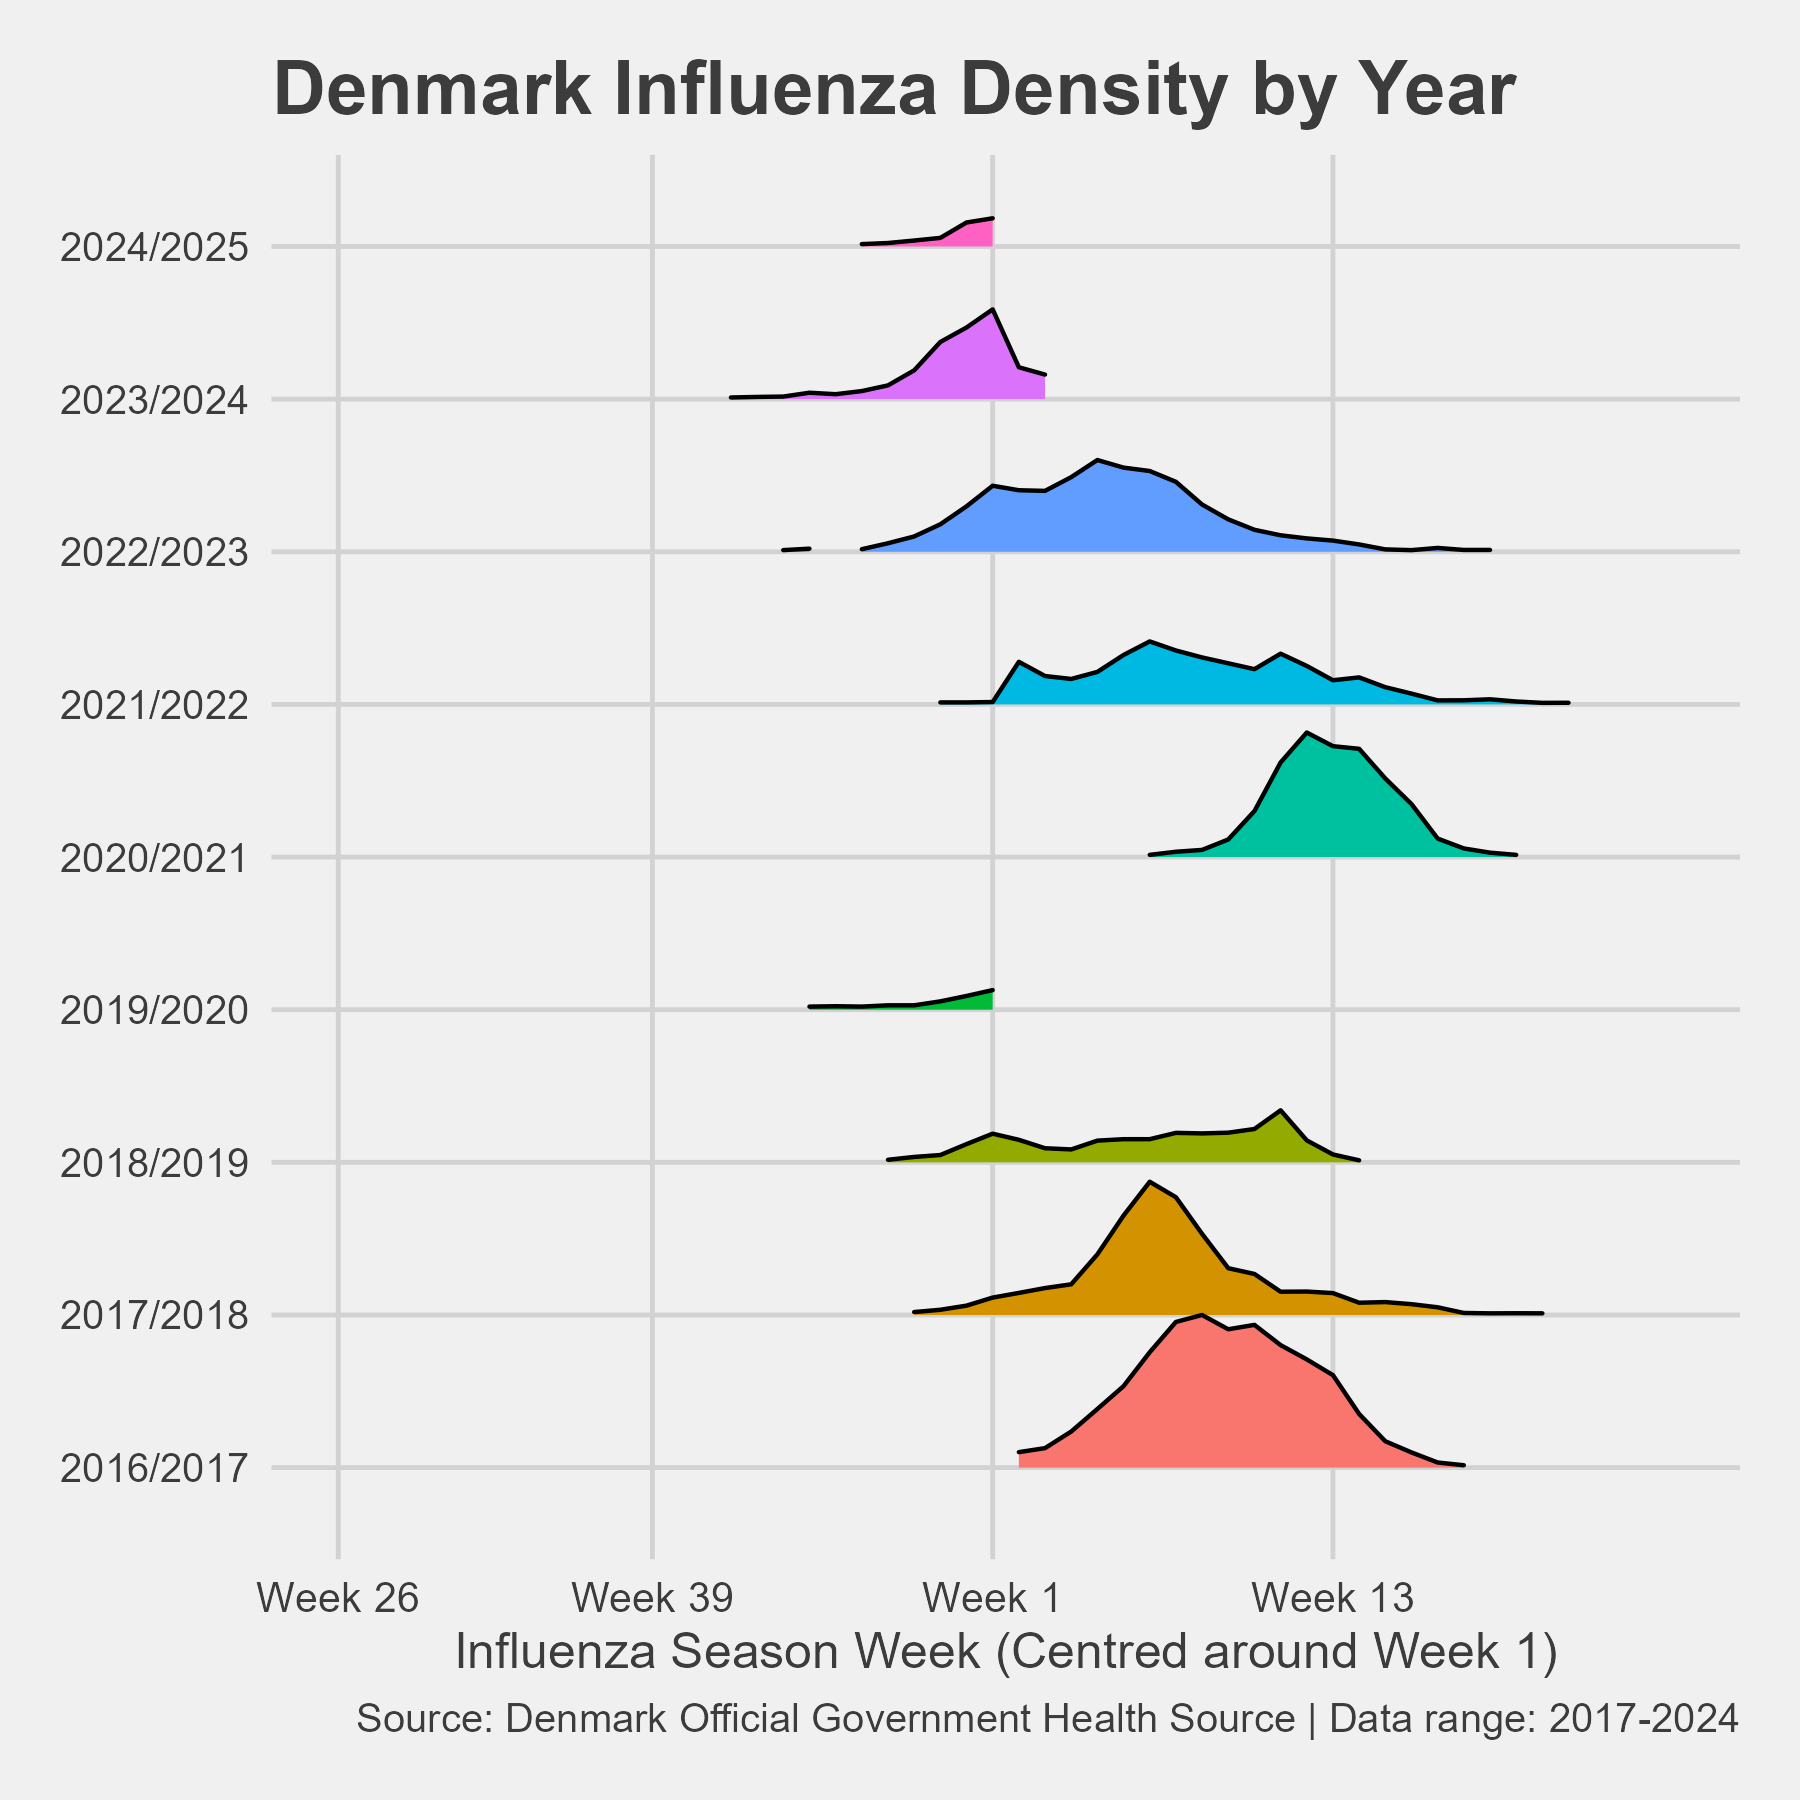 Denmark Influenza Density by Year
2024/2025
2023/2024
2022/2023
2021/2022
2020/2021
2019/2020
2018/2019
2017/2018
2016/2017
Week 26 Week 39 Week 1 Week 13
Influenza Season Week (Centred around Week 1)
Source: Denmark Official Government Health Source | Data range: 2017-2024